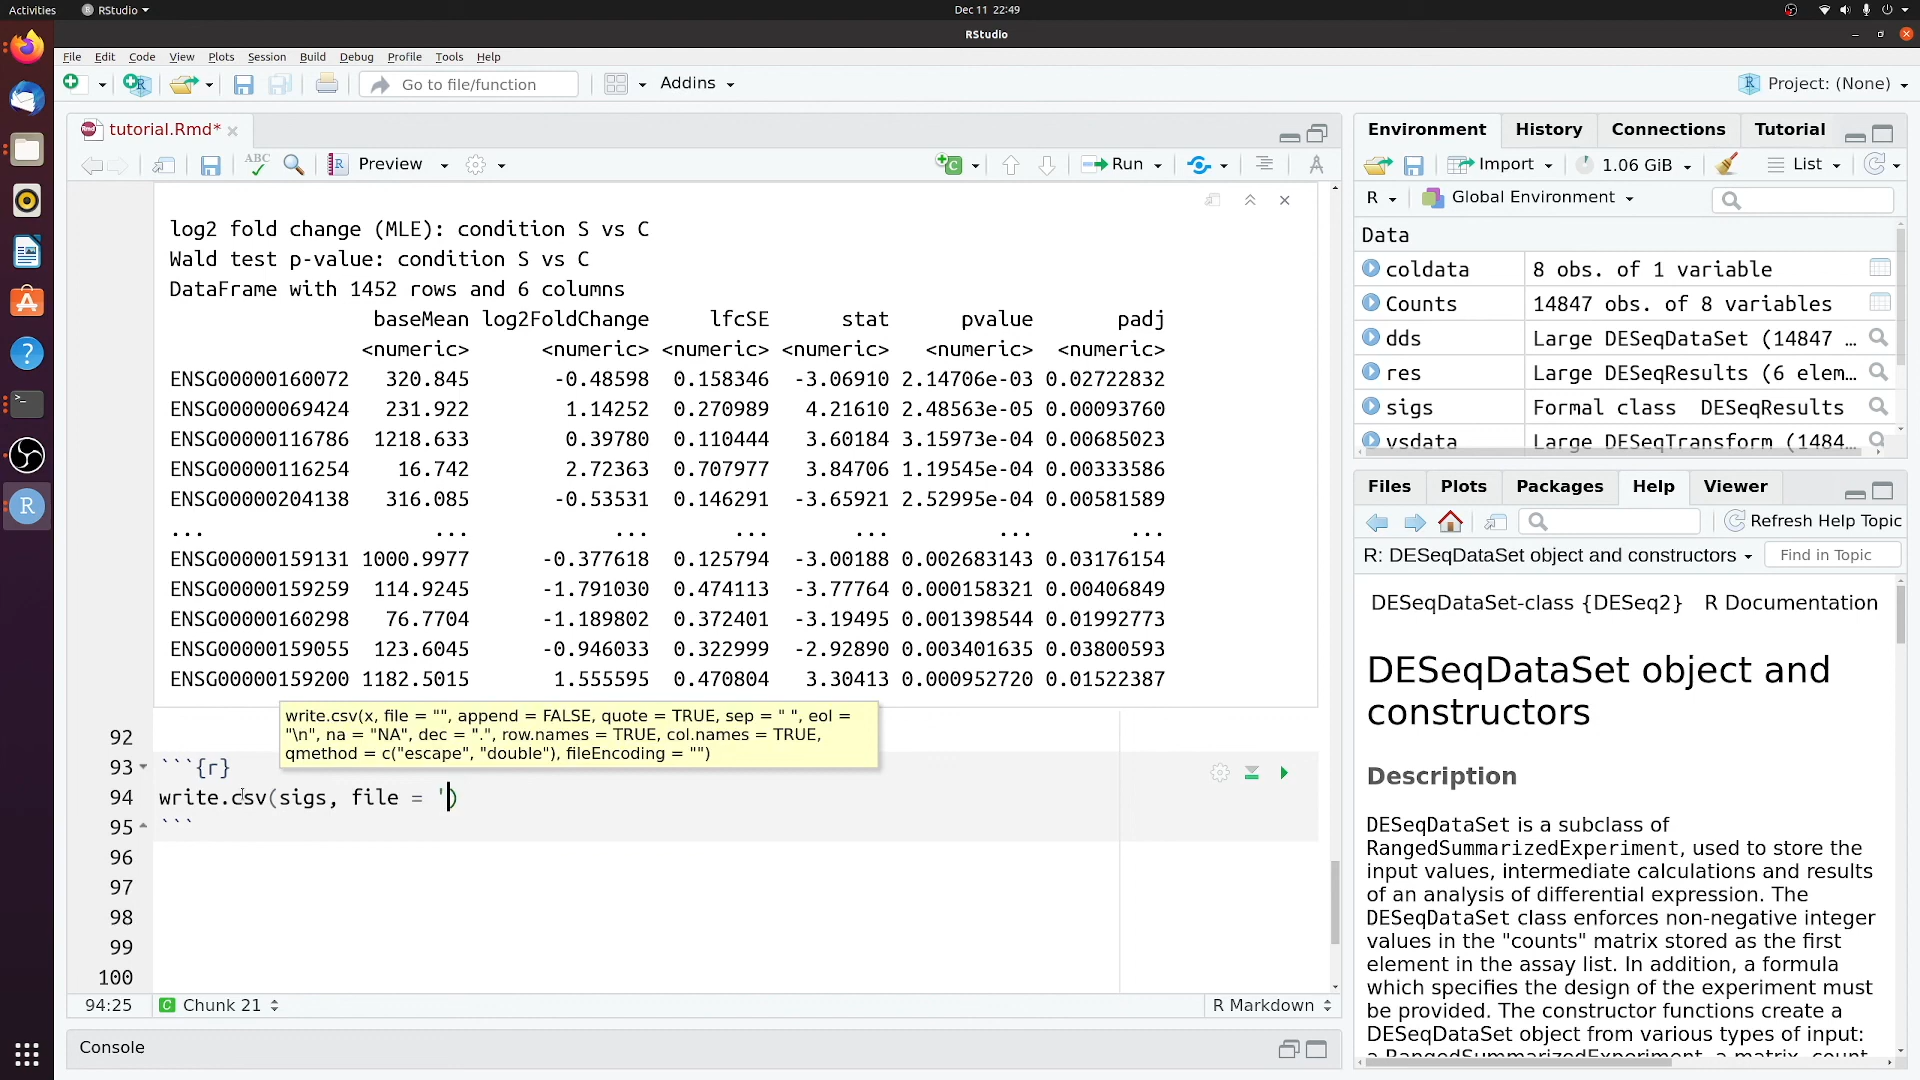 Activities RStudio Dec 11 22:49
RStudio
File Edit Code View Plots Session Build Debug Profile Tools Help
Go to file/function Addins Project: (None)
tutorial.Rmd*
ABC Preview Run
log2 fold change (MLE): condition S vs C
Wald test p-value: condition S vs C
DataFrame with 1452 rows and 6 columns
baseMean log2FoldChange lfcSE stat pvalue padj
<numeric> <numeric> <numeric> <numeric> <numeric> <numeric>
ENSG00000160072 320.845 -0.48598 0.158346 -3.06910 2.14706e-03 0.02722832
ENSG00000069424 231.922 1.14252 0.270989 4.21610 2.48563e-05 0.00093760
ENSG00000116786 1218.633 0.39780 0.110444 3.60184 3.15973e-04 0.00685023
ENSG00000116254 16.742 2.72363 0.707977 3.84706 1.19545e-04 0.00333586
ENSG00000204138 316.085 -0.53531 0.146291 -3.65921 2.52995e-04 0.00581589
... ... ... ... ... ... ...
ENSG00000159131 1000.9977 -0.377618 0.125794 -3.00188 0.002683143 0.03176154
ENSG00000159259 114.9245 -1.791030 0.474113 -3.77764 0.000158321 0.00406849
ENSG00000160298 76.7704 -1.189802 0.372401 -3.19495 0.001398544 0.01992773
ENSG00000159055 123.6045 -0.946033 0.322999 -2.92890 0.003401635 0.03800593
ENSG00000159200 1182.5015 1.555595 0.470804 3.30413 0.000952720 0.01522387
write.csv(x, file = "", append = FALSE, quote = TRUE, sep = " ", eol =
"\n", na = "NA", dec = ".", row.names = TRUE, col.names = TRUE,
qmethod = c("escape", "double"), fileEncoding = "")
92
93 ```{r}
94 write.csv(sigs, file = ')
95 ```
96
97
98
99
100
94:25 Chunk 21 R Markdown
Console
Environment History Connections Tutorial
Import 1.06 GiB List
R Global Environment
Data
coldata 8 obs. of 1 variable
Counts 14847 obs. of 8 variables
dds Large DESeqDataSet (14847 …
res Large DESeqResults (6 elem…
sigs Formal class DESeqResults
vsdata Large DESeqTransform (1484…
Files Plots Packages Help Viewer
Refresh Help Topic
R: DESeqDataSet object and constructors Find in Topic
DESeqDataSet-class {DESeq2} R Documentation
DESeqDataSet object and
constructors
Description
DESeqDataSet is a subclass of
RangedSummarizedExperiment, used to store the
input values, intermediate calculations and results
of an analysis of differential expression. The
DESeqDataSet class enforces non-negative integer
values in the "counts" matrix stored as the first
element in the assay list. In addition, a formula
which specifies the design of the experiment must
be provided. The constructor functions create a
DESeqDataSet object from various types of input:
a RangedSummarizedExperiment, a matrix, count